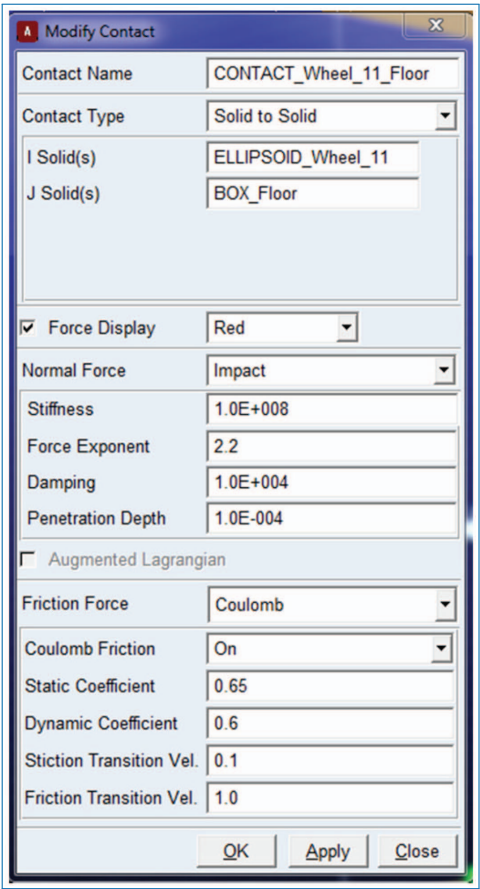 Modify Contact
Contact Name CONTACT_Wheel_11_Floor
Contact Type Solid to Solid
I Solid(s) ELLIPSOID_Wheel_11
J Solid(s) BOX_Floor
Force Display Red
Normal Force Impact
Stiffness 1.0E+008
Force Exponent 2.2
Damping 1.0E+004
Penetration Depth 1.0E-004
Augmented Lagrangian
Friction Force Coulomb
Coulomb Friction On
Static Coefficient 0.65
Dynamic Coefficient 0.6
Stiction Transition Vel. 0.1
Friction Transition Vel. 1.0
OK Apply Close